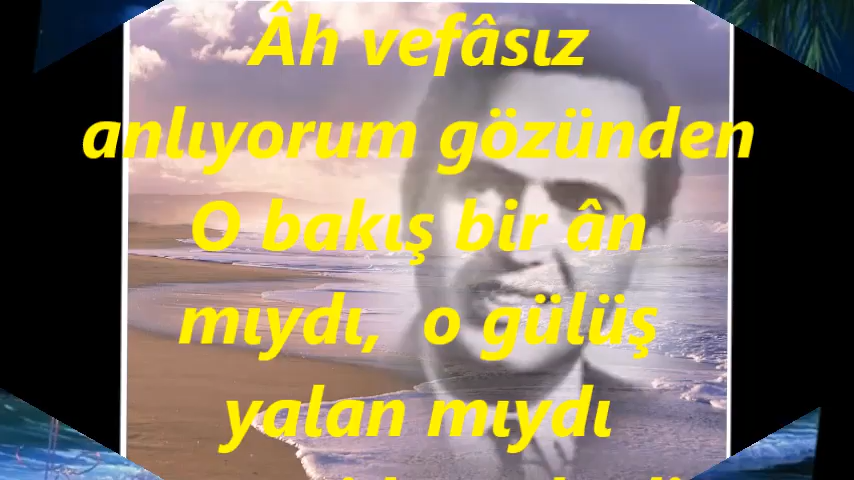 Âh vefâsız
anlıyorum gözünden
O bakış bir ân
mıydı, o gülüş
yalan mıydı